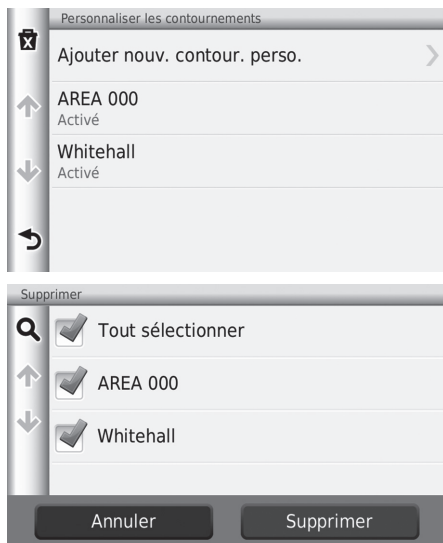 Personnaliser les contournements
Ajouter nouv. contour. perso.
AREA 000
Activé
Whitehall
Activé
Supprimer
Tout sélectionner
AREA 000
Whitehall
Annuler
Supprimer